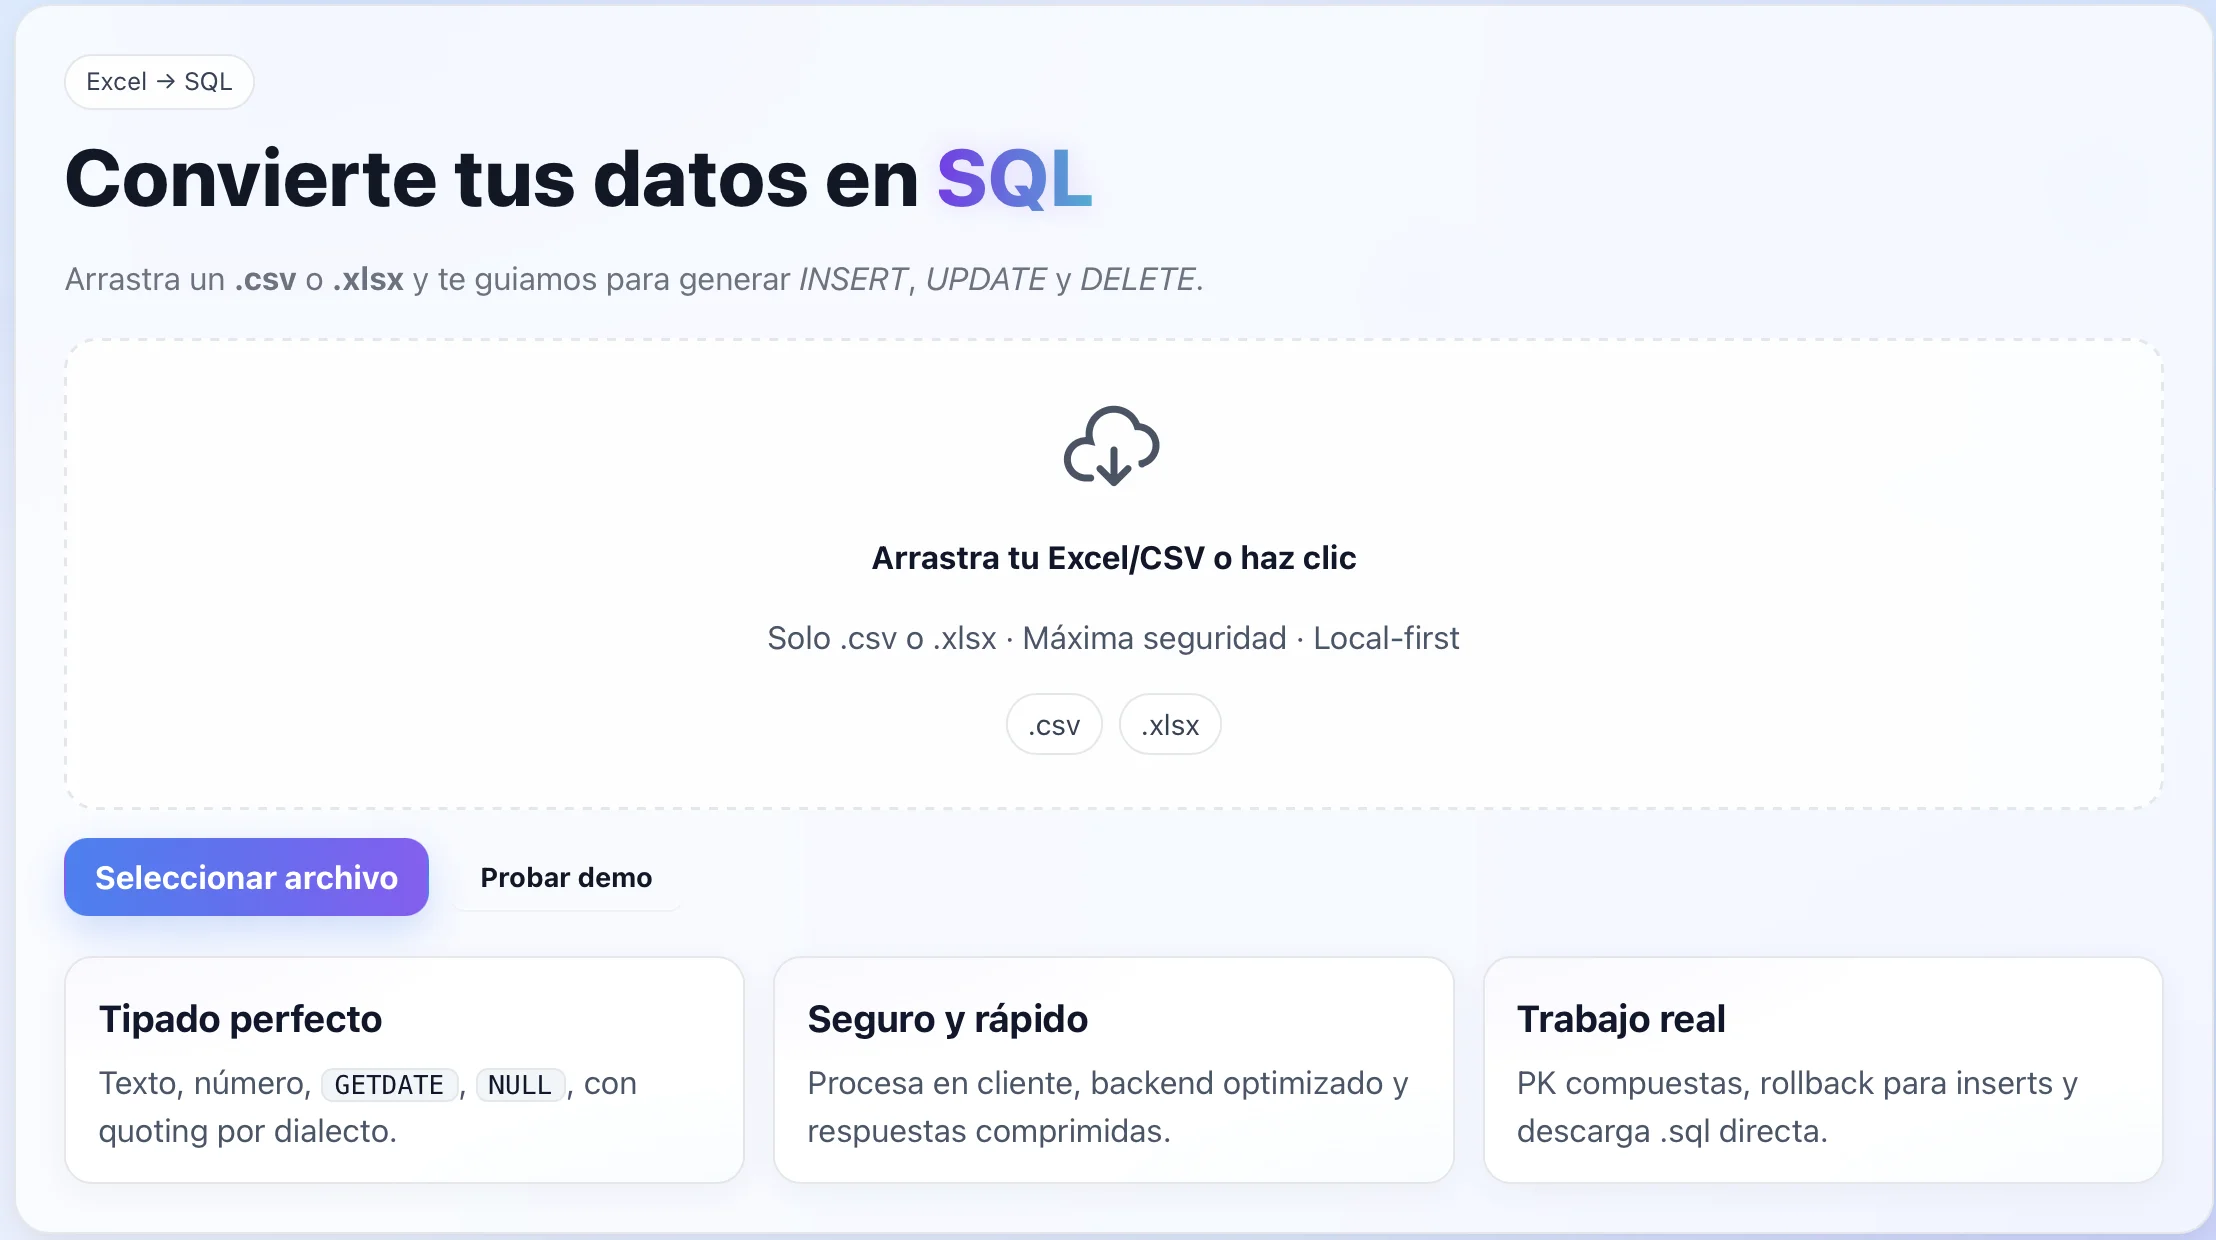 Excel → SQL
Convierte tus datos en SQL
Arrastra un .csv o .xlsx y te guiamos para generar INSERT, UPDATE y DELETE.
Arrastra tu Excel/CSV o haz clic
Solo .csv o .xlsx · Máxima seguridad · Local-first
.csv .xlsx
Seleccionar archivo Probar demo
Tipado perfecto
Texto, número, GETDATE, NULL, con
quoting por dialecto.
Seguro y rápido
Procesa en cliente, backend optimizado y
respuestas comprimidas.
Trabajo real
PK compuestas, rollback para inserts y
descarga .sql directa.